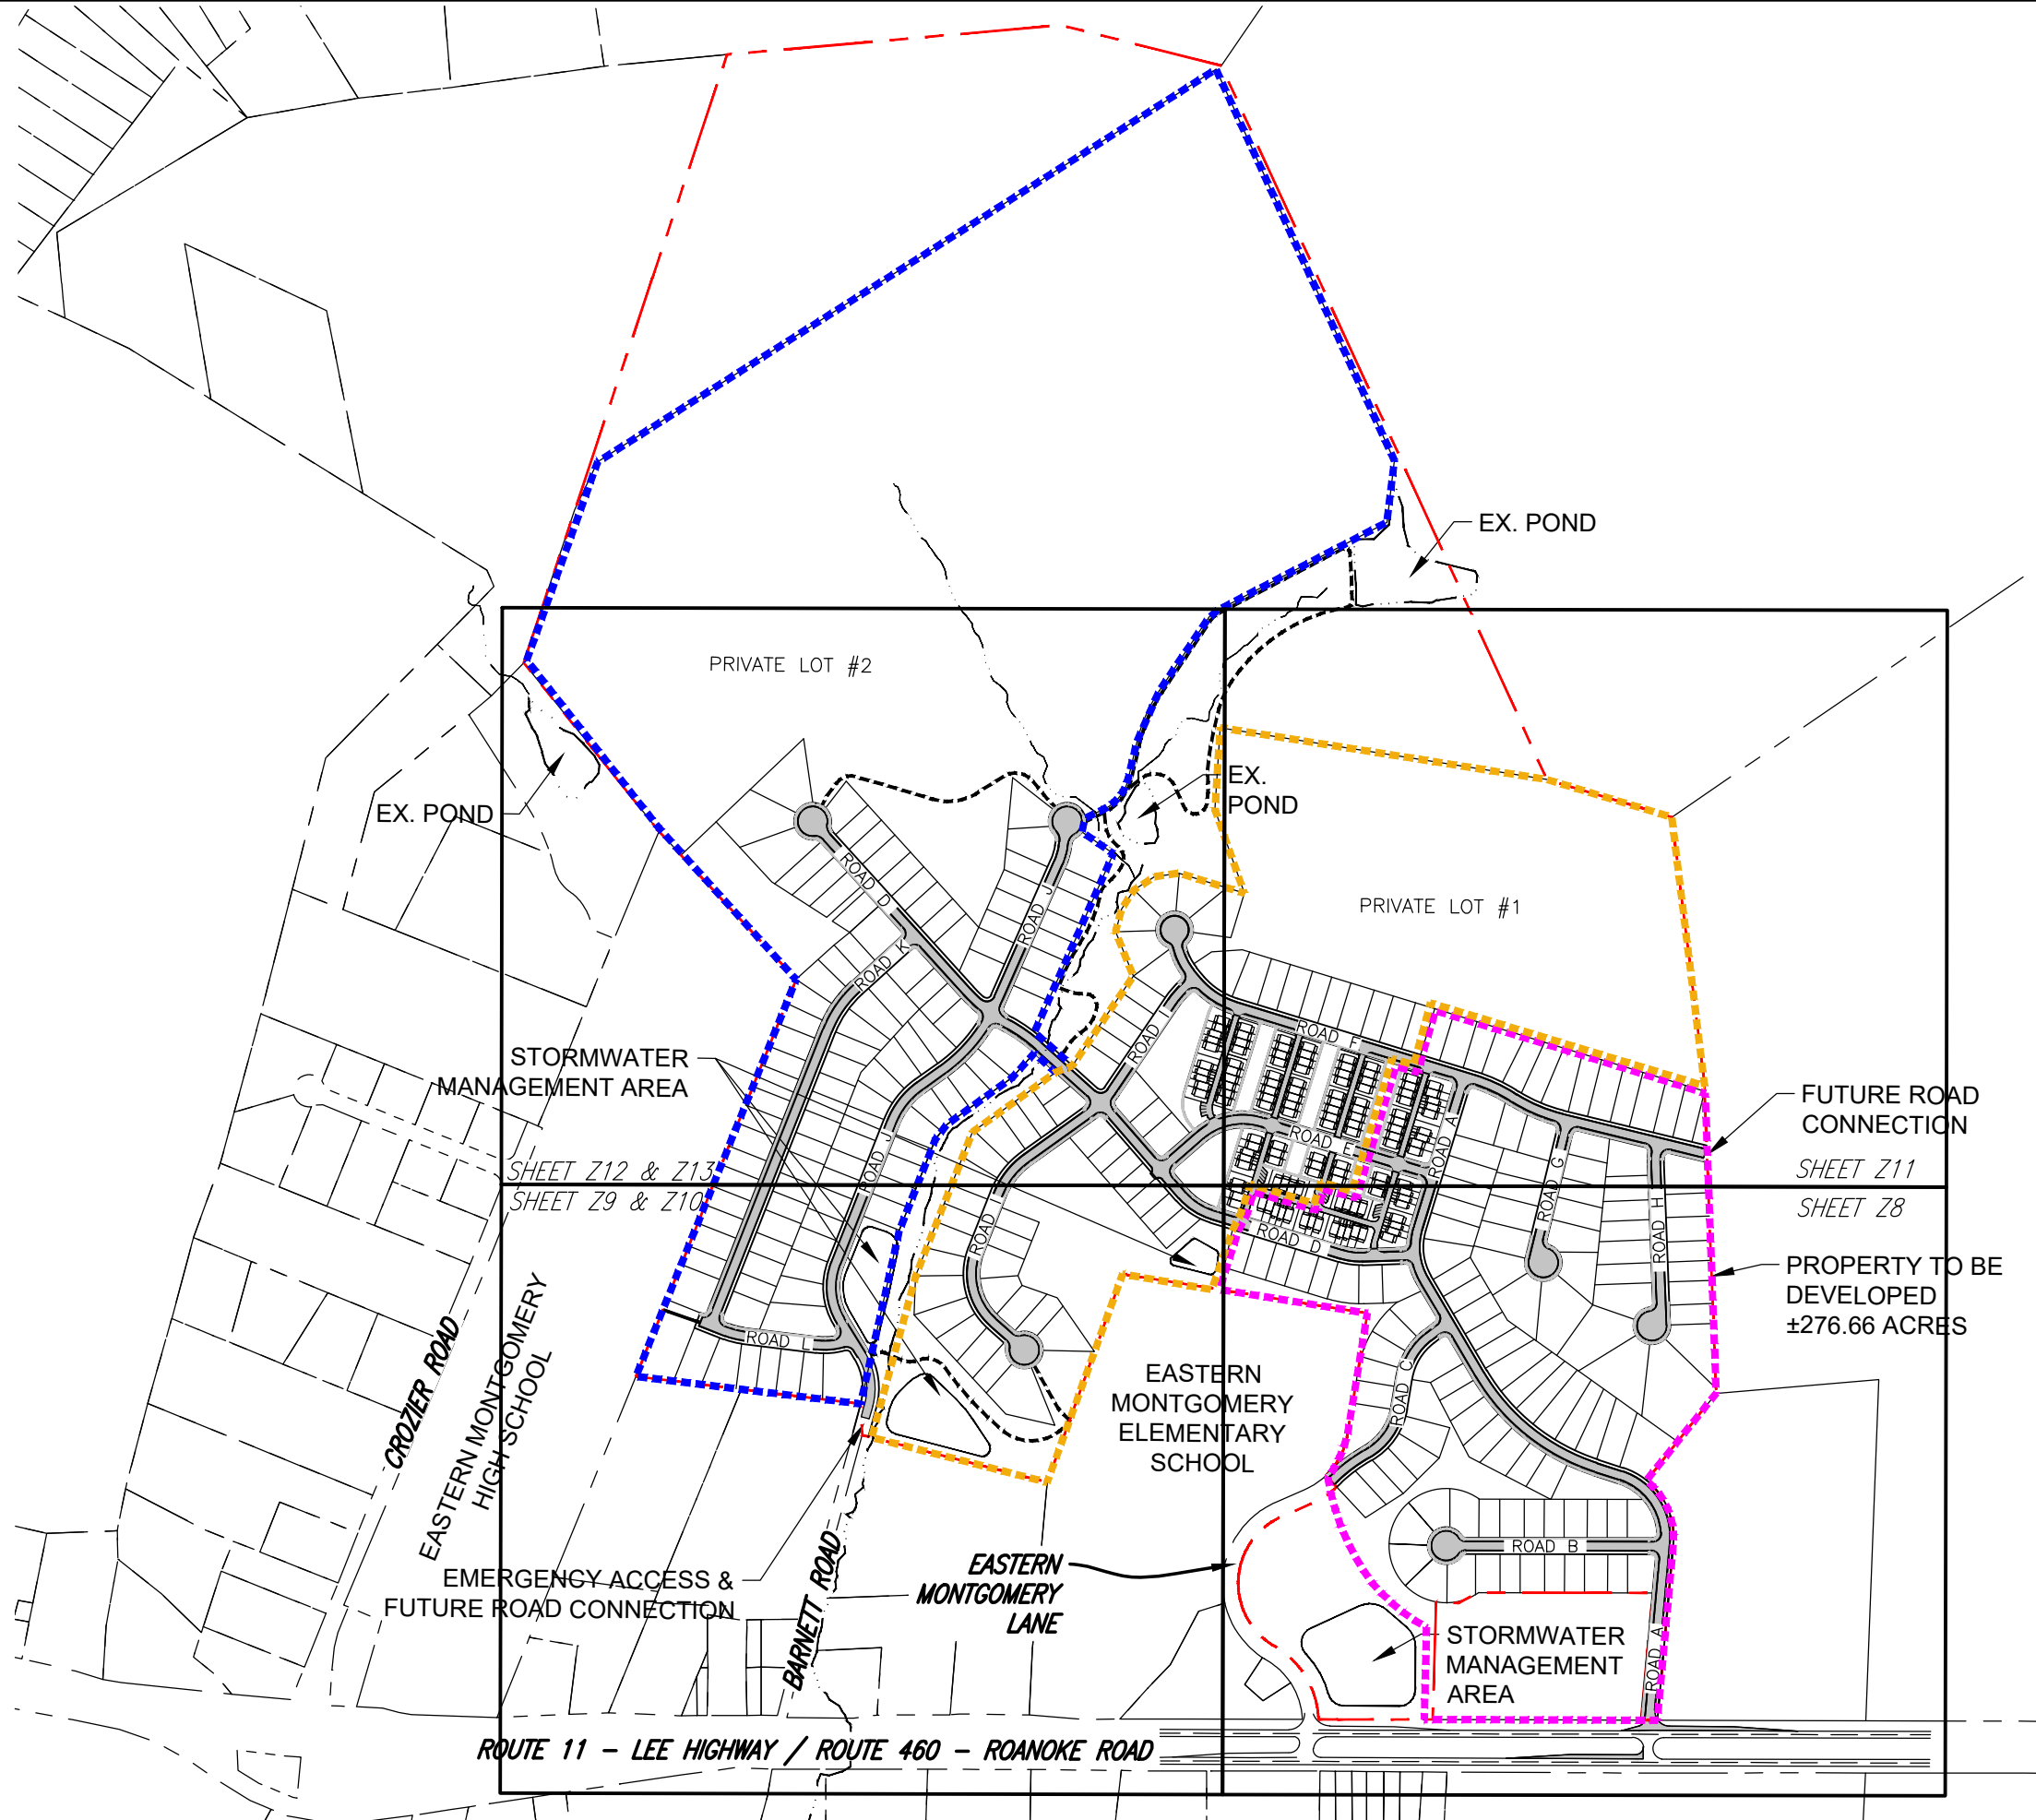 EX. POND
PRIVATE LOT #2
EX.
POND
EX. POND
PRIVATE LOT #1
ROAD D
ROAD J
ROAD K
ROAD I
ROAD F
STORMWATER
MANAGEMENT AREA
FUTURE ROAD
CONNECTION
ROAD A
ROAD E
ROAD J
ROAD G
ROAD H
SHEET Z12 & Z13
SHEET Z9 & Z10
SHEET Z11
SHEET Z8
ROAD
ROAD D
PROPERTY TO BE
DEVELOPED
±276.66 ACRES
ROAD L
CROZIER ROAD
EASTERN MONTGOMERY
HIGH SCHOOL
EASTERN
MONTGOMERY
ELEMENTARY
SCHOOL
ROAD C
ROAD B
EMERGENCY ACCESS &
FUTURE ROAD CONNECTION
BARNETT ROAD
EASTERN
MONTGOMERY
LANE
STORMWATER
MANAGEMENT
AREA
ROAD A
ROUTE 11 - LEE HIGHWAY / ROUTE 460 - ROANOKE ROAD